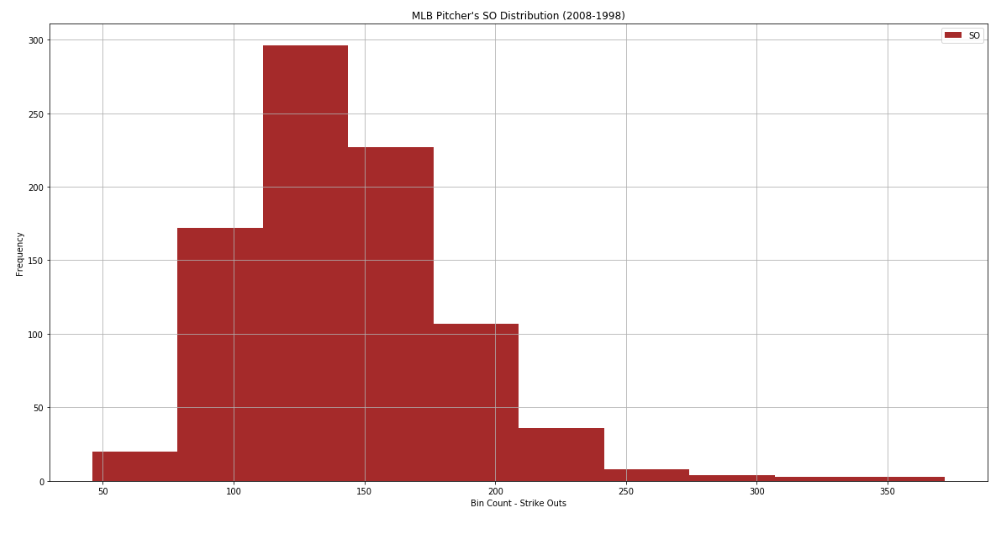 MLB Pitcher's SO Distribution (2008-1998)
SO
300
250
200
150
100
50
0
Frequency
50 100 150 200 250 300 350
Bin Count - Strike Outs